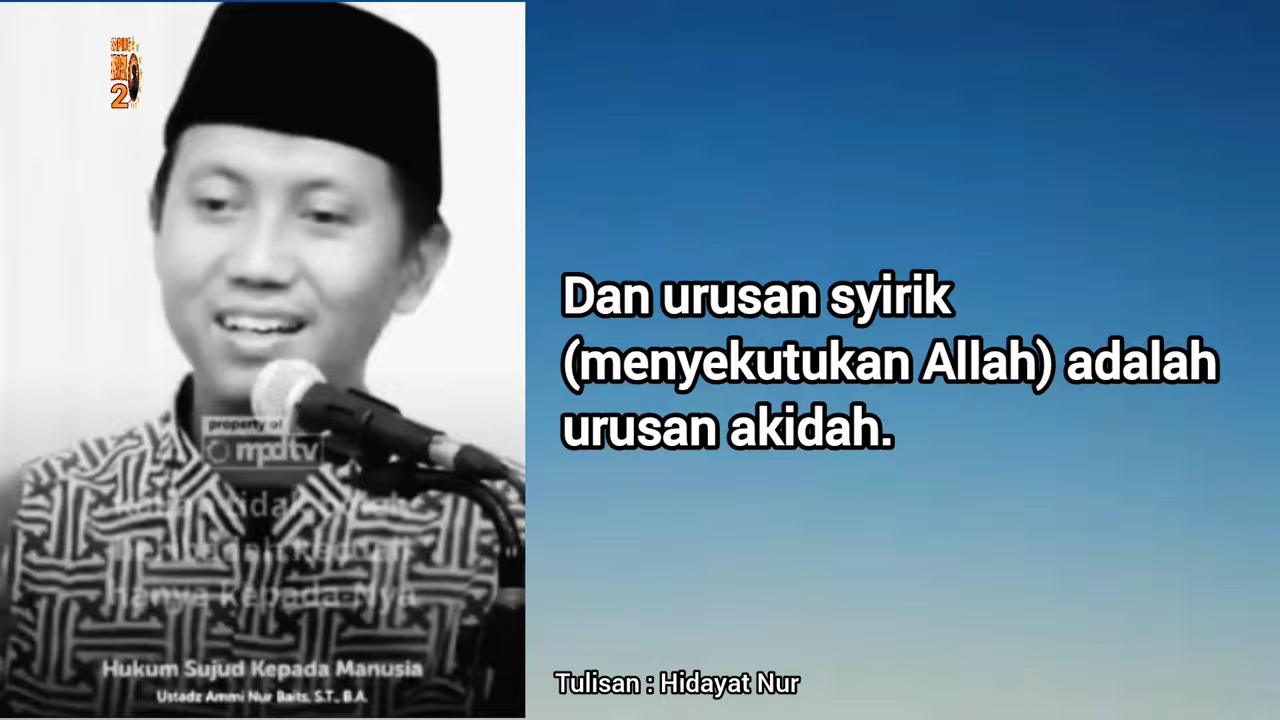 property of
mpdtv
hanya kepada-Nya
Hukum Sujud Kepada Manusia
Ustadz Ammi Nur Baits, S.T., B.A.
Dan urusan syirik
(menyekutukan Allah) adalah
urusan akidah.
Tulisan : Hidayat Nur
2